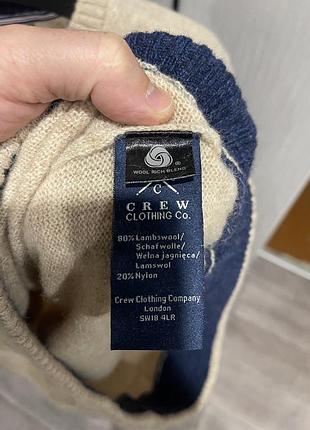 WOOL RICH BLEND
C
CREW
CLOTHING Co.
80% Lambswool/
Schafwolle/
Wełna jagnięca/
Lamswol
20% Nylon
Crew Clothing Company
London
SW18 4LR